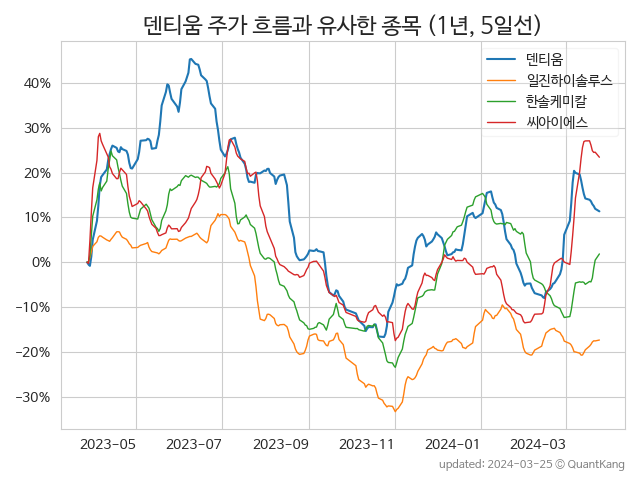 덴티움 주가 흐름과 유사한 종목 (1년, 5일선)
덴티움
일진하이솔루스
한솔케미칼
씨아이에스
40%
30%
20%
10%
0%
−10%
−20%
−30%
2023-05
2023-07
2023-09
2023-11
2024-01
2024-03
updated: 2024-03-25 © QuantKang